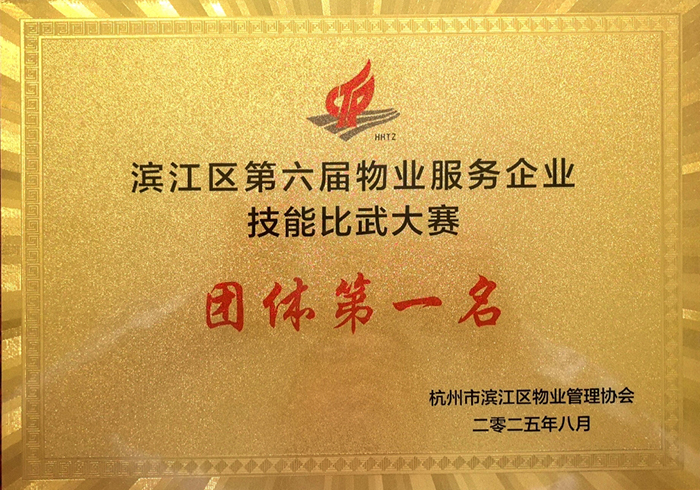 HHTZ
滨江区第六届物业服务企业
技能比武大赛
团体第一名
杭州市滨江区物业管理协会
二零二五年八月